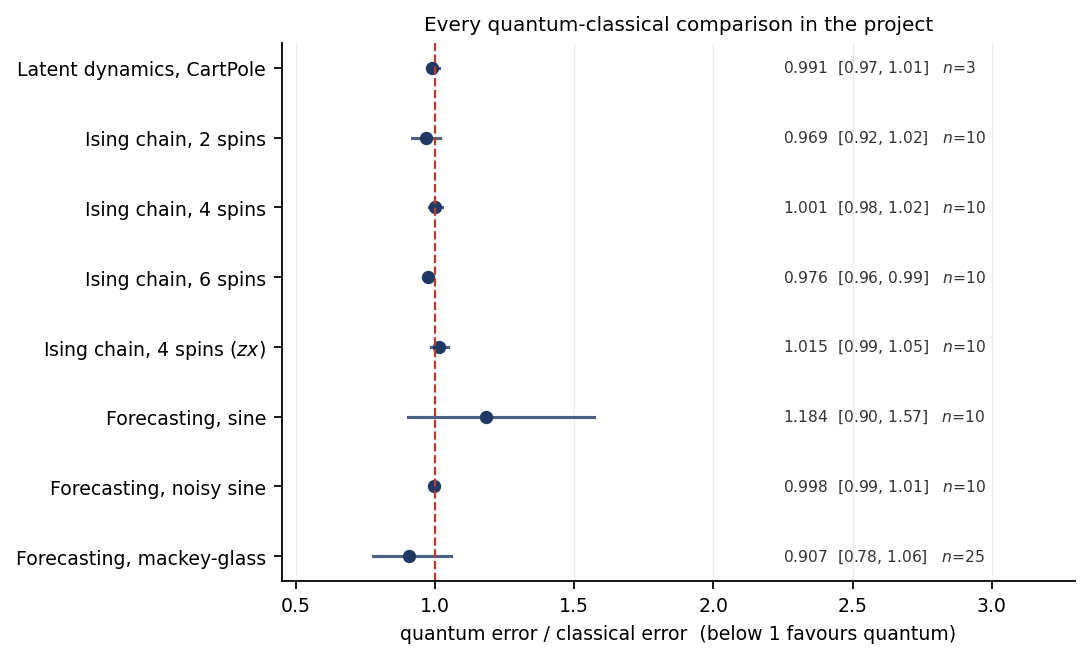 Every quantum-classical comparison in the project
Latent dynamics, CartPole 0.991 [0.97, 1.01] n=3
Ising chain, 2 spins 0.969 [0.92, 1.02] n=10
Ising chain, 4 spins 1.001 [0.98, 1.02] n=10
Ising chain, 6 spins 0.976 [0.96, 0.99] n=10
Ising chain, 4 spins (zx) 1.015 [0.99, 1.05] n=10
Forecasting, sine 1.184 [0.90, 1.57] n=10
Forecasting, noisy sine 0.998 [0.99, 1.01] n=10
Forecasting, mackey-glass 0.907 [0.78, 1.06] n=25
0.5 1.0 1.5 2.0 2.5 3.0
quantum error / classical error (below 1 favours quantum)